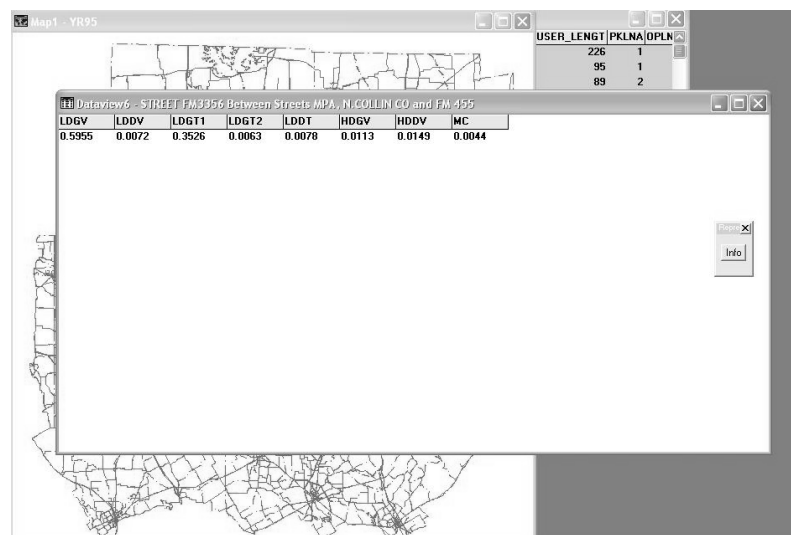 Map1 - YR95
USER_LENGT PKLNA OPLN
226 1
95 1
89 2
Dataview6 - STREET FM3356 Between Streets MPA, N.COLLIN CO and FM 455
LDGV LDDV LDGT1 LDGT2 LDDT HDGV HDDV MC
0.5955 0.0072 0.3526 0.0063 0.0078 0.0113 0.0149 0.0044
Repre
Info